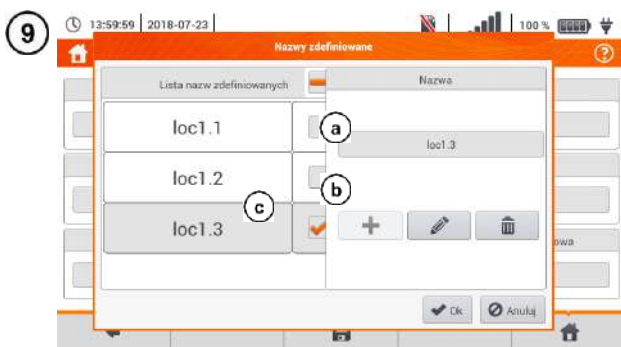 9
13:59:59 2018-07-23 100 %
Nazwy zdefiniowane
?
Lista nazw zdefiniowanych
Nazwa
loc1.1
a
loc1.3
loc1.2
b
c
loc1.3
owa
Ok
Anuluj